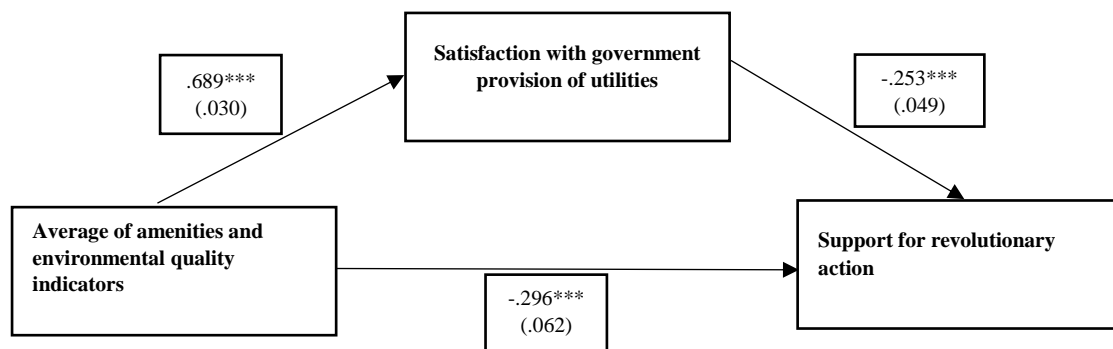 Satisfaction with government
provision of utilities
.689***
(.030)
-.253***
(.049)
Average of amenities and
environmental quality
indicators
Support for revolutionary
action
-.296***
(.062)